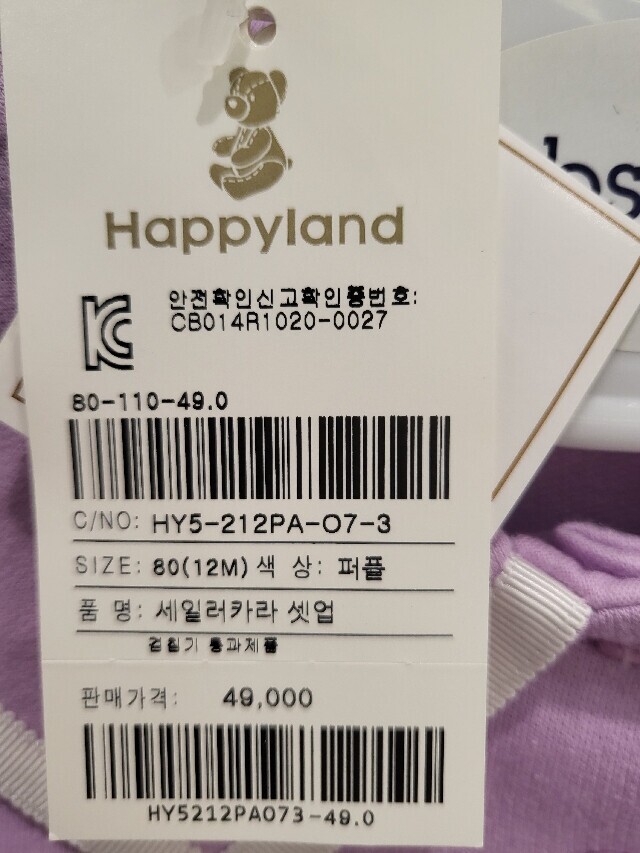 Happyland
안전확인신고확인증번호:
CB014R1020-0027
80-110-49.0
C/NO: HY5-212PA-O7-3
SIZE: 80(12M) 색 상: 퍼플
품 명: 세일러카라 셋업
검침기 통과제품
판매가격: 49,000
HY5212PAO73-49.0